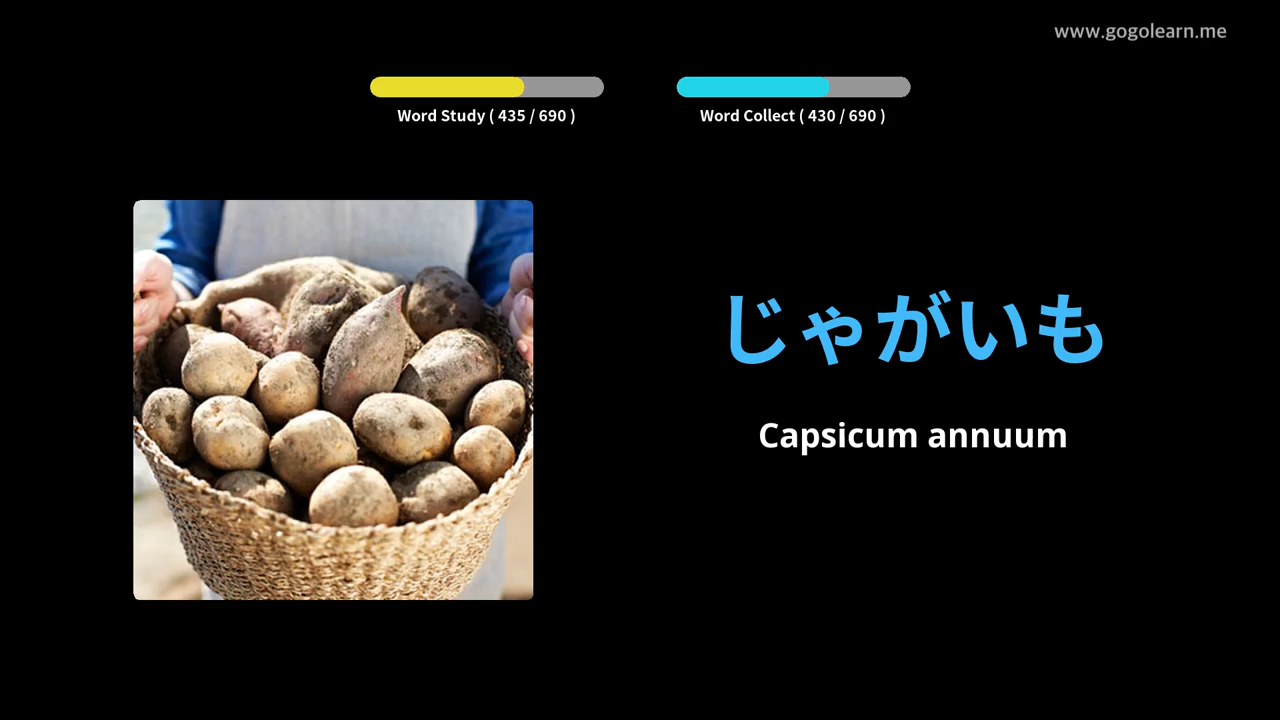 www.gogolearn.me
Word Study ( 435 / 690 )
Word Collect ( 430 / 690 )
じゃがいも
Capsicum annuum